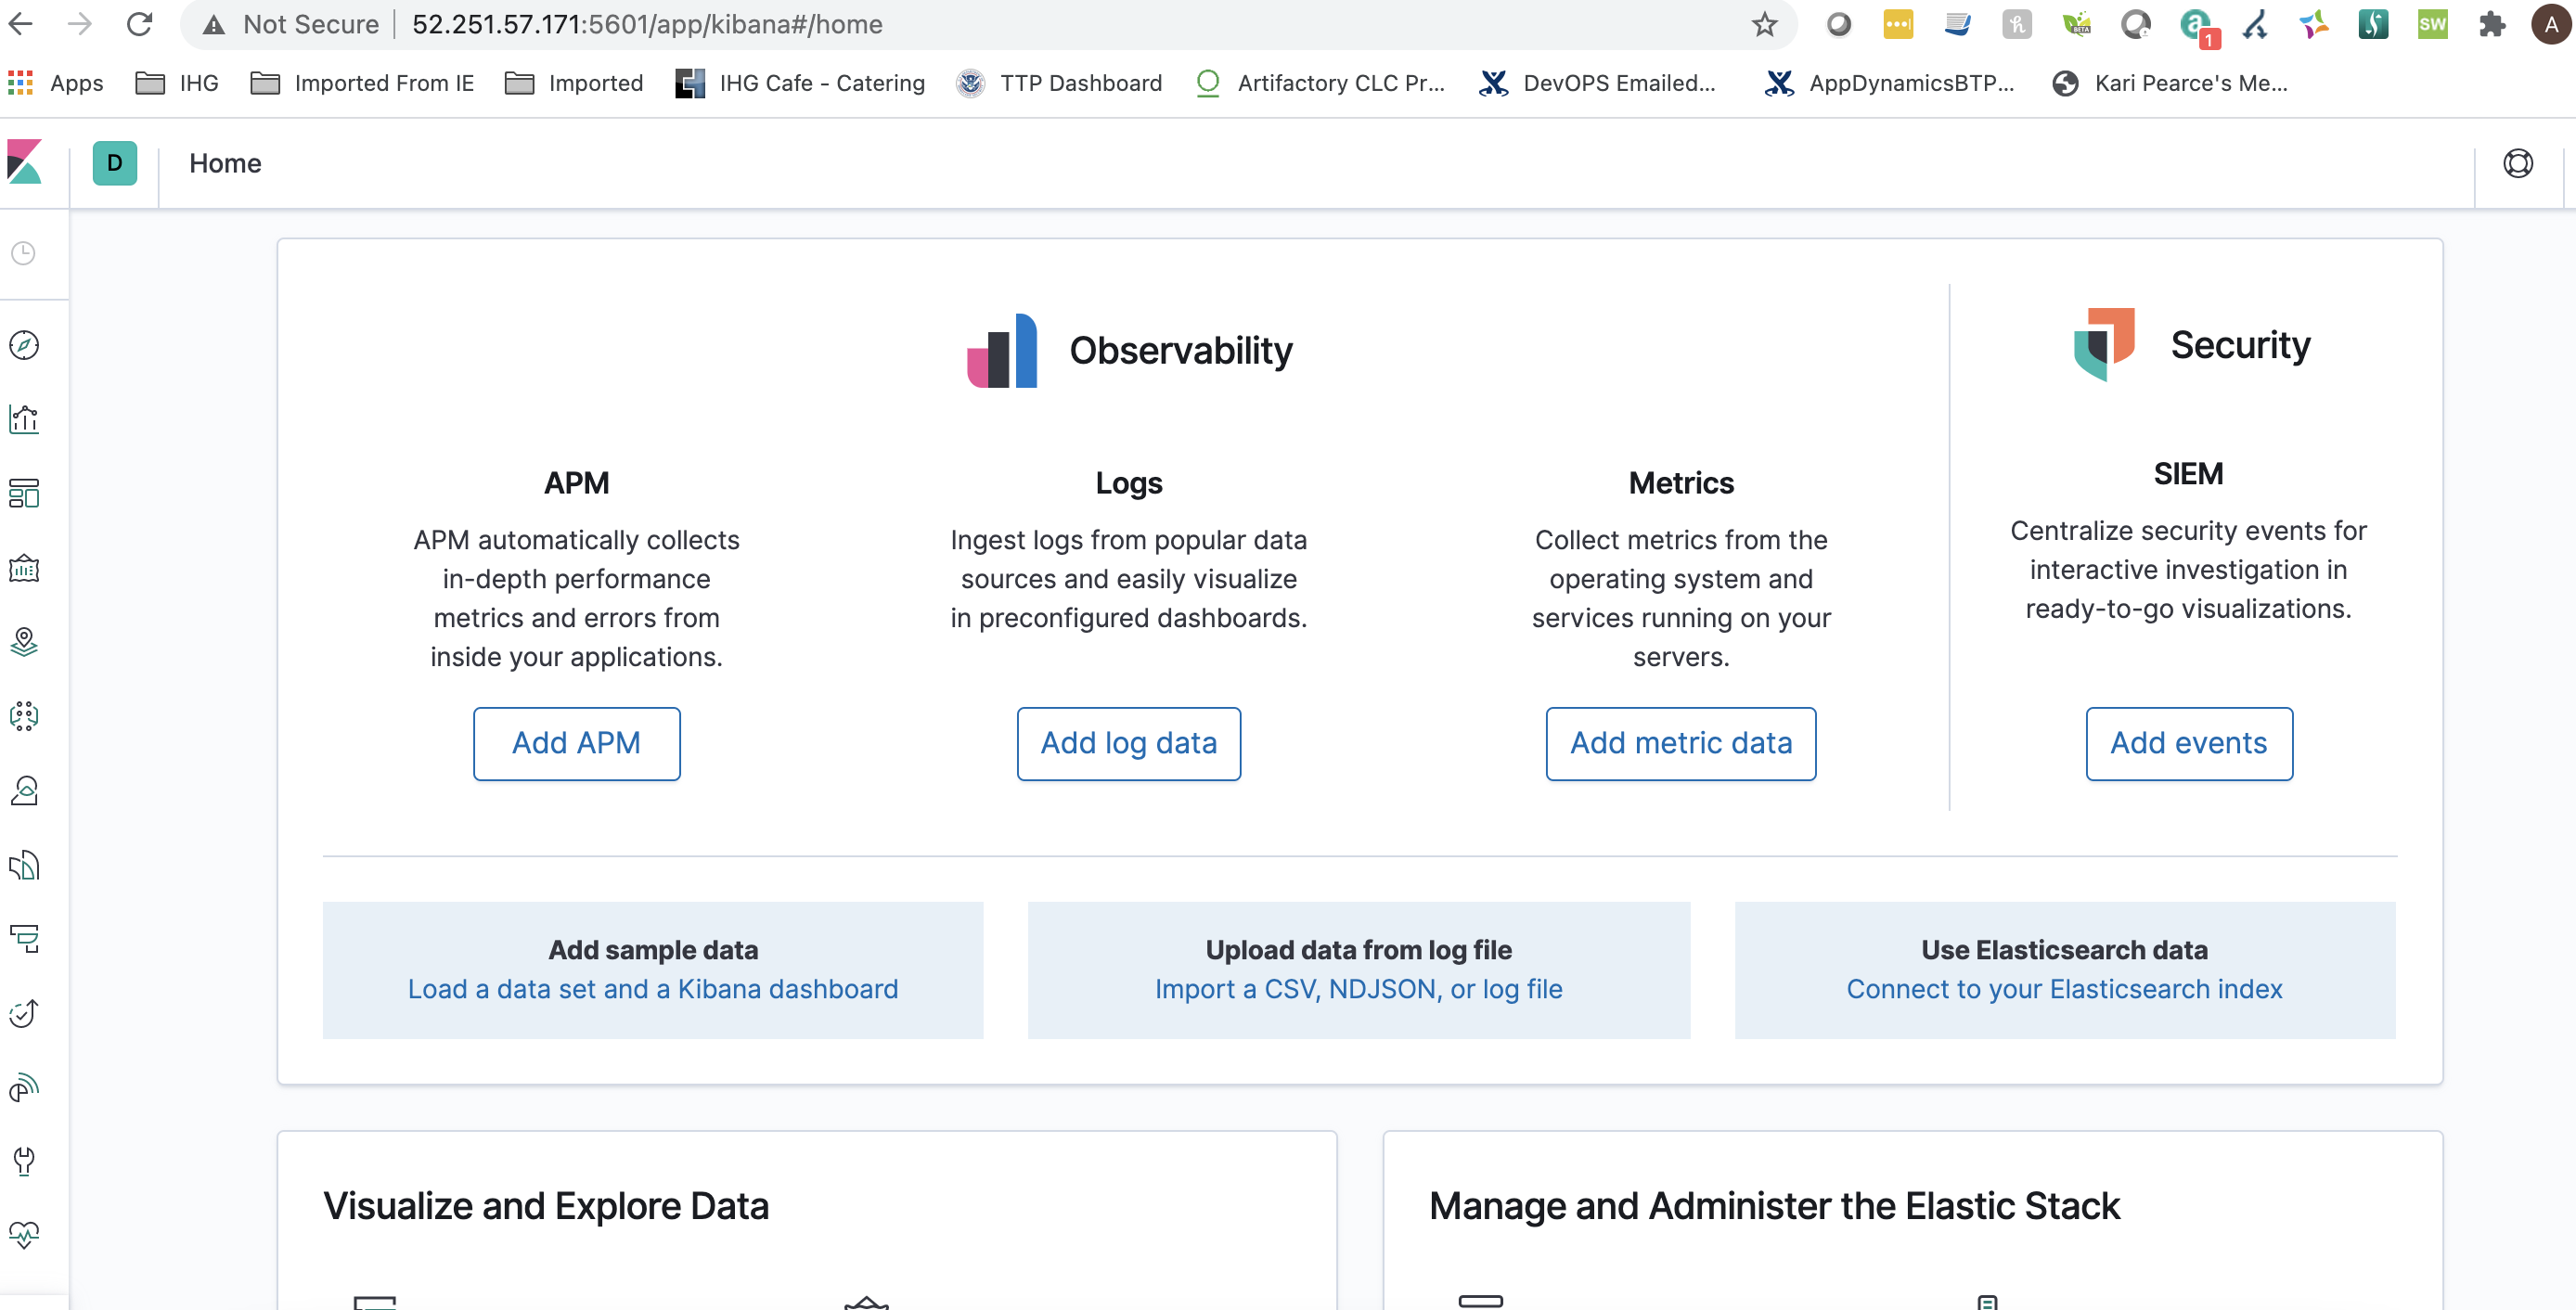 Not Secure | 52.251.57.171:5601/app/kibana#/home
BETA
a
1
h
SW
A
Apps IHG Imported From IE Imported IHG Cafe - Catering TTP Dashboard Artifactory CLC Pr... DevOPS Emailed... AppDynamicsBTP... Kari Pearce's Me...
D Home
Observability
Security
APM
APM automatically collects
in-depth performance
metrics and errors from
inside your applications.
Add APM
Logs
Ingest logs from popular data
sources and easily visualize
in preconfigured dashboards.
Add log data
Metrics
Collect metrics from the
operating system and
services running on your
servers.
Add metric data
SIEM
Centralize security events for
interactive investigation in
ready-to-go visualizations.
Add events
Add sample data
Load a data set and a Kibana dashboard
Upload data from log file
Import a CSV, NDJSON, or log file
Use Elasticsearch data
Connect to your Elasticsearch index
Visualize and Explore Data
Manage and Administer the Elastic Stack